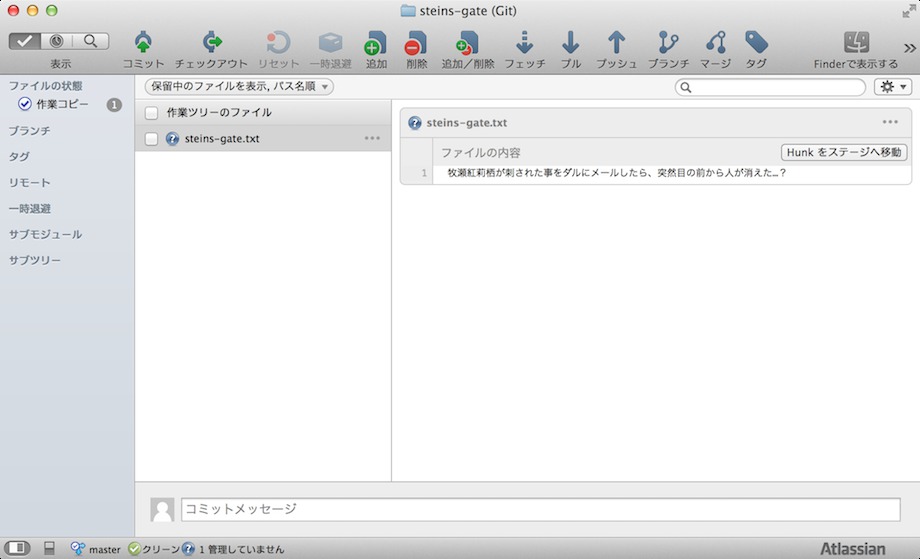 steins-gate (Git)
表示
コミット
チェックアウト
リセット
一時退避
追加
削除
追加／削除
フェッチ
プル
プッシュ
ブランチ
マージ
タグ
Finderで表示する
ファイルの状態
作業コピー
1
ブランチ
タグ
リモート
一時退避
サブモジュール
サブツリー
保留中のファイルを表示, パス名順
作業ツリーのファイル
steins-gate.txt
steins-gate.txt
ファイルの内容
Hunk をステージへ移動
1 牧瀬紅莉栖が刺された事をダルにメールしたら、突然目の前から人が消えた…？
コミットメッセージ
master
クリーン
1 管理していません
Atlassian